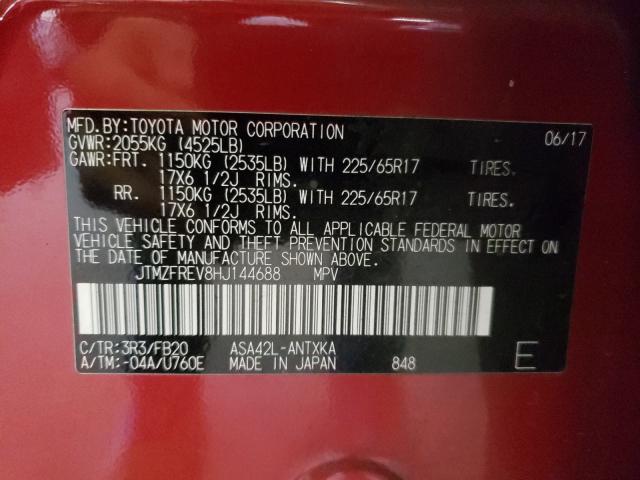 MFD.BY:TOYOTA MOTOR CORPORATION 06/17
GVWR:2055KG (4525LB)
GAWR:FRT. 1150KG (2535LB) WITH 225/65R17 TIRES.
17X6 1/2J RIMS.
RR. 1150KG (2535LB) WITH 225/65R17 TIRES.
17X6 1/2J RIMS.
THIS VEHICLE CONFORMS TO ALL APPLICABLE FEDERAL MOTOR
VEHICLE SAFETY AND THEFT PREVENTION STANDARDS IN EFFECT ON
THE DATE OF MANUFACTURE SHOWN ABOVE.
JTMZFREV8HJ144688 MPV
C/TR:3R3/FB20 ASA42L-ANTXKA
A/TM:-04A/U760E MADE IN JAPAN 848 E